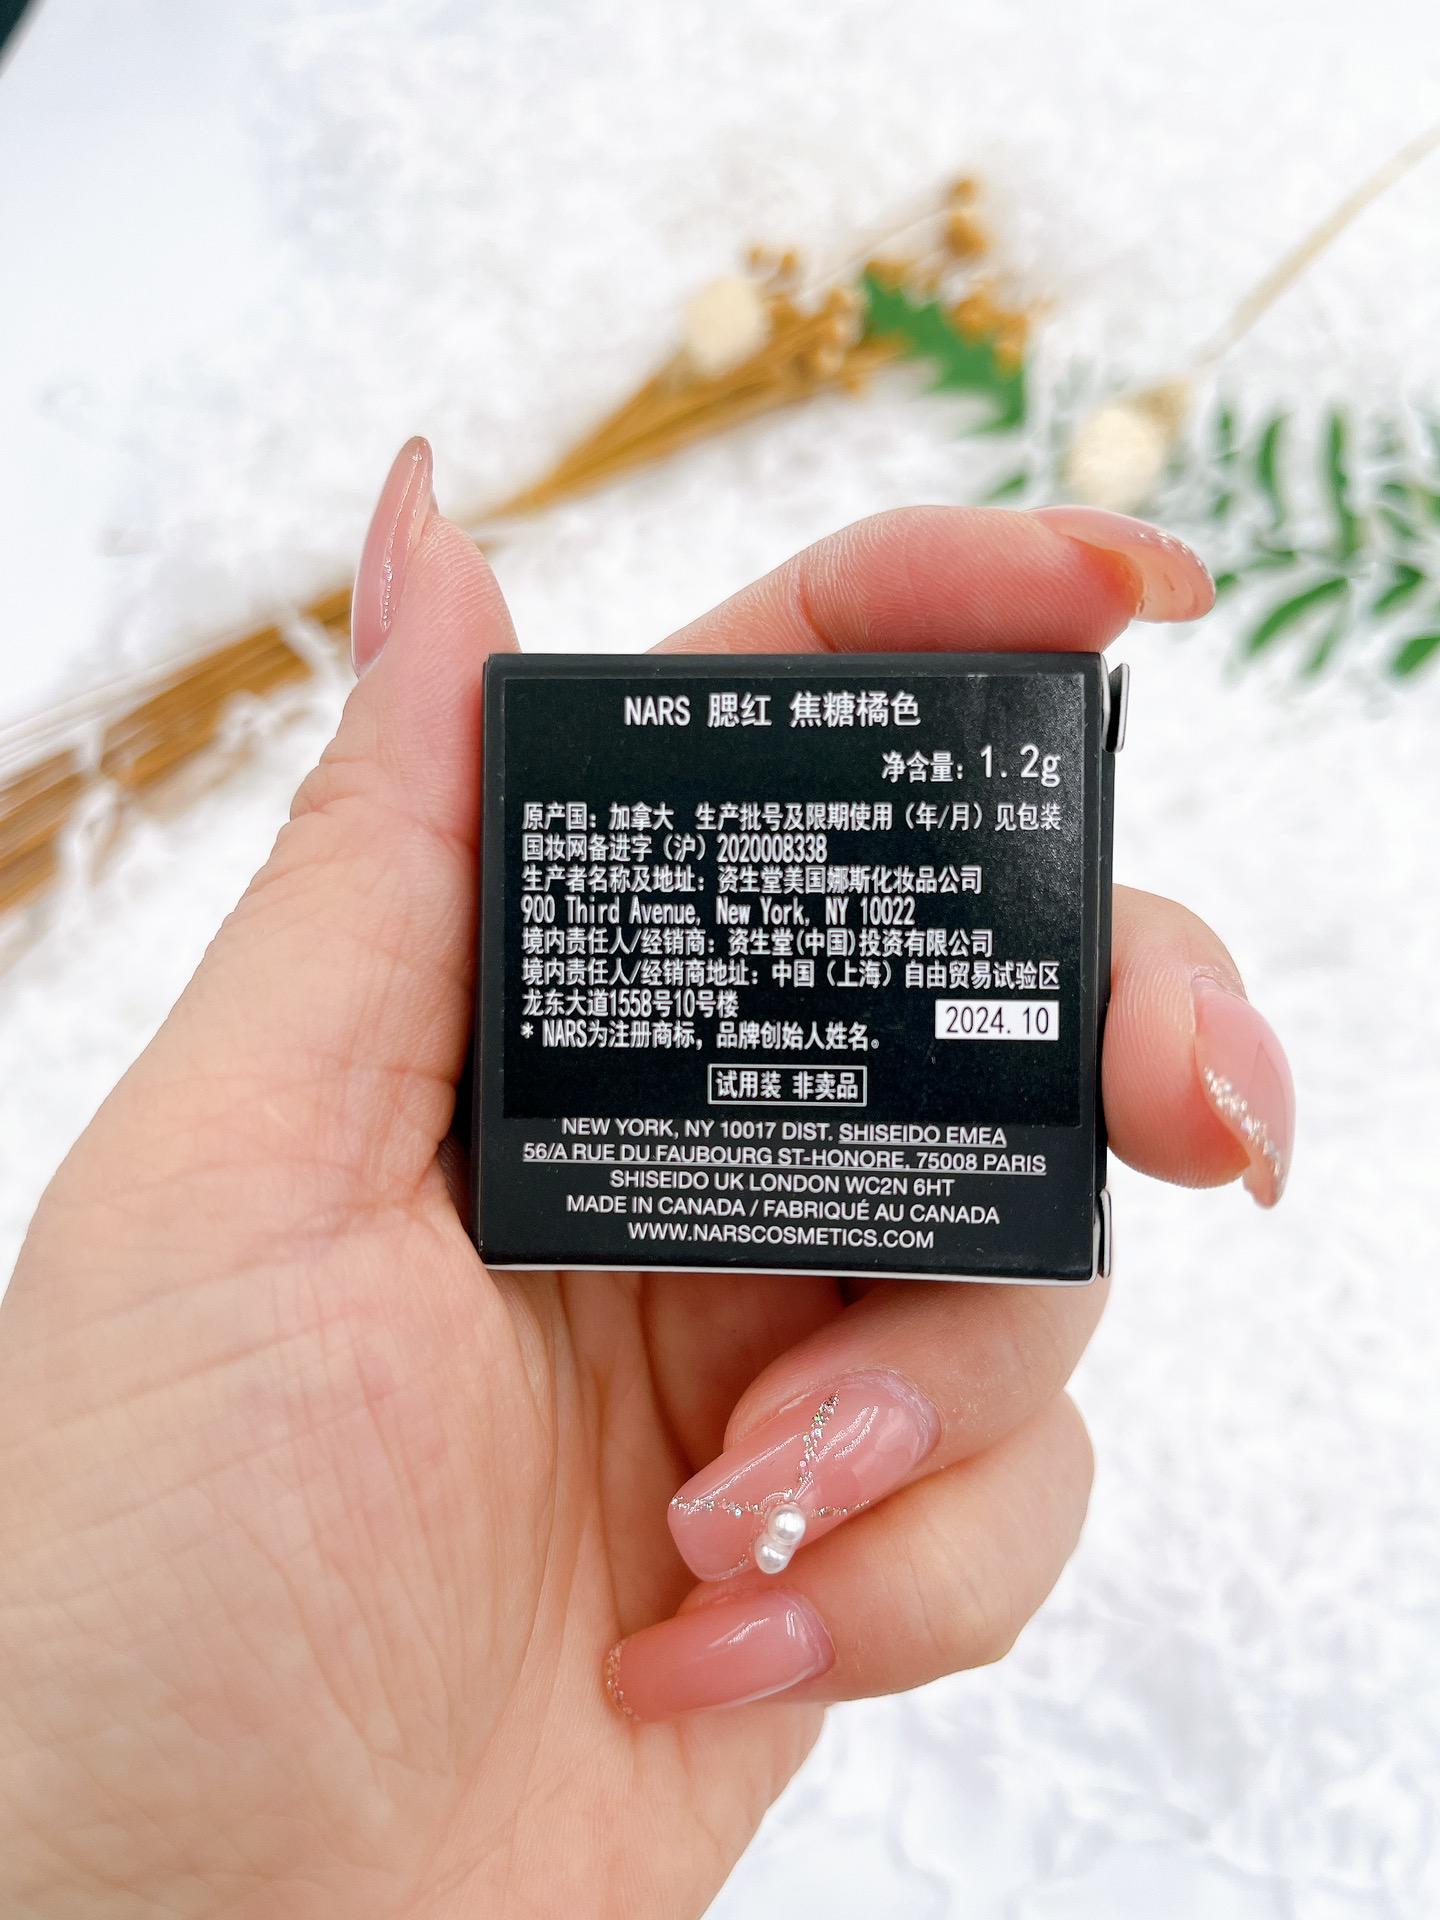 NARS 腮红 焦糖橘色
净含量：1.2g
原产国：加拿大 生产批号及限期使用（年/月）见包装
国妆网备进字（沪）2020008338
生产者名称及地址：资生堂美国娜斯化妆品公司
900 Third Avenue, New York, NY 10022
境内责任人/经销商：资生堂(中国)投资有限公司
境内责任人/经销商地址：中国（上海）自由贸易试验区
龙东大道1558号10号楼
2024.10
* NARS为注册商标，品牌创始人姓名。
试用装 非卖品
NEW YORK, NY 10017 DIST. SHISEIDO EMEA
56/A RUE DU FAUBOURG ST-HONORE, 75008 PARIS
SHISEIDO UK LONDON WC2N 6HT
MADE IN CANADA / FABRIQUÉ AU CANADA
WWW.NARSCOSMETICS.COM